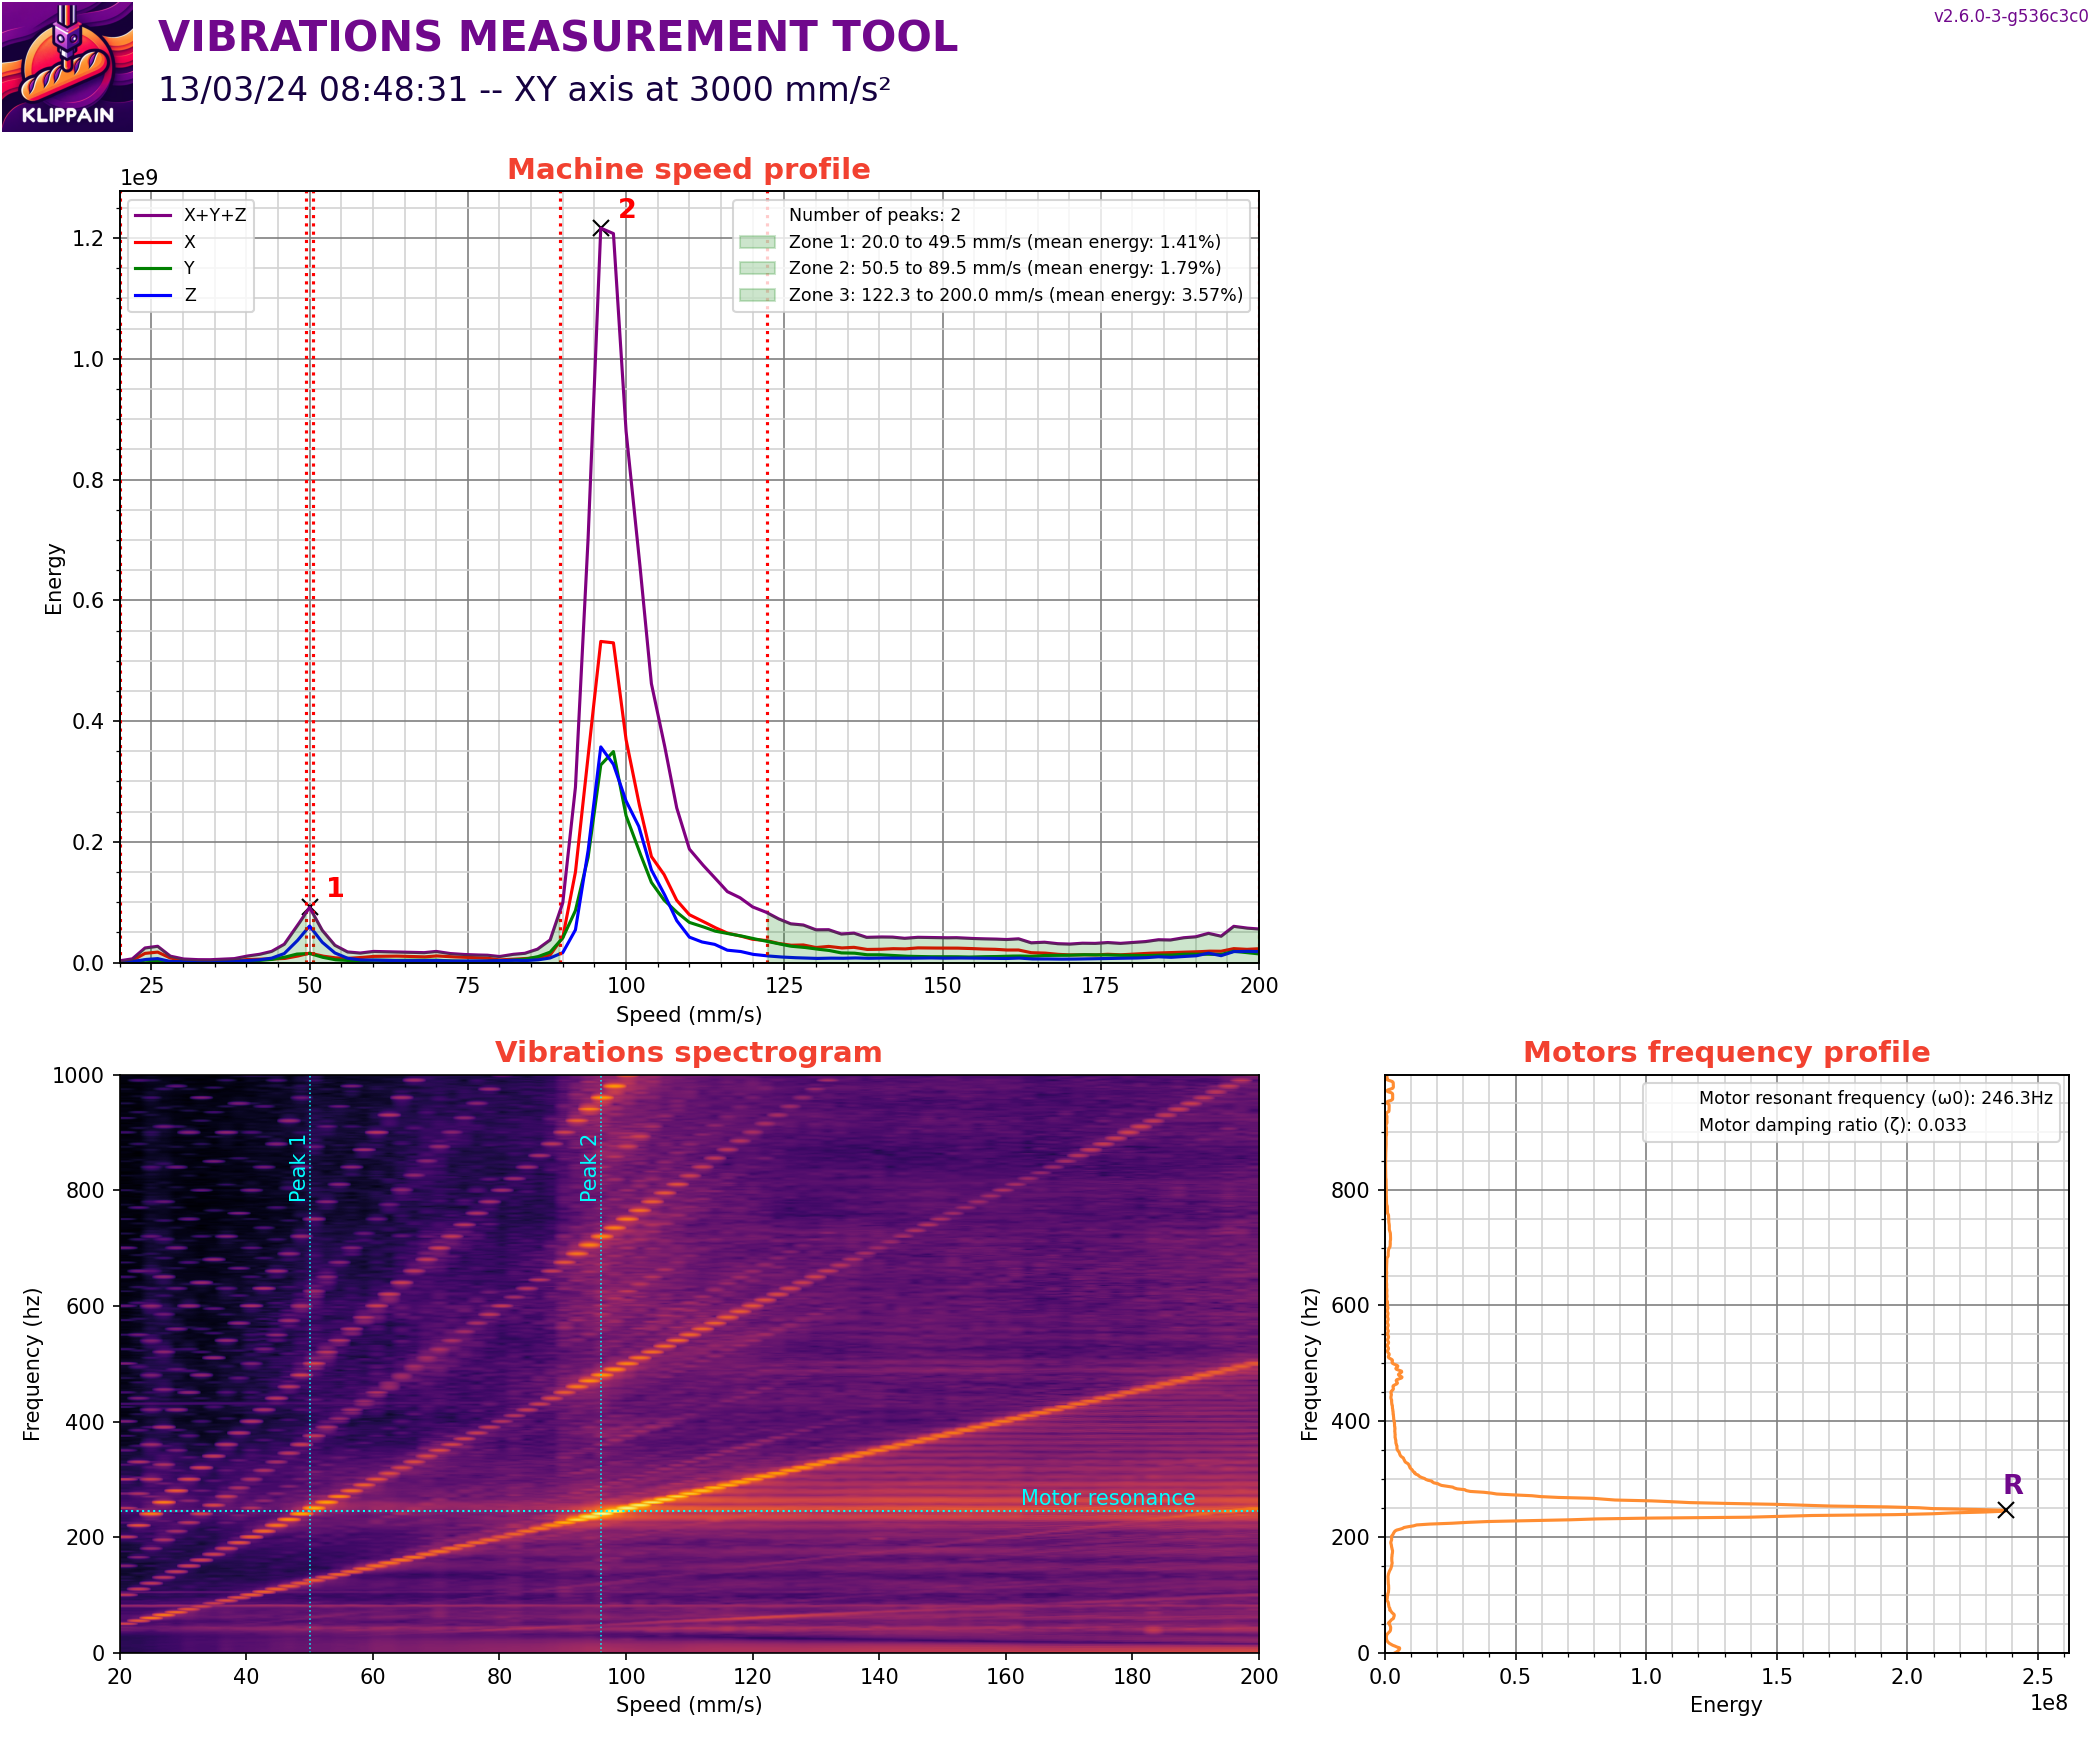 v2.6.0-3-g536c3c0
KLIPPAIN
VIBRATIONS MEASUREMENT TOOL
13/03/24 08:48:31 -- XY axis at 3000 mm/s²
Machine speed profile
1e9
X+Y+Z
X
Y
Z
Number of peaks: 2
Zone 1: 20.0 to 49.5 mm/s (mean energy: 1.41%)
Zone 2: 50.5 to 89.5 mm/s (mean energy: 1.79%)
Zone 3: 122.3 to 200.0 mm/s (mean energy: 3.57%)
2
1
Energy
1.2
1.0
0.8
0.6
0.4
0.2
0.0
25 50 75 100 125 150 175 200
Speed (mm/s)
Vibrations spectrogram
Frequency (hz)
1000
800
600
400
200
0
Peak 1
Peak 2
Motor resonance
20 40 60 80 100 120 140 160 180 200
Speed (mm/s)
Motors frequency profile
Motor resonant frequency (ω0): 246.3Hz
Motor damping ratio (ζ): 0.033
R
Frequency (hz)
800
600
400
200
0
0.0 0.5 1.0 1.5 2.0 2.5
1e8
Energy